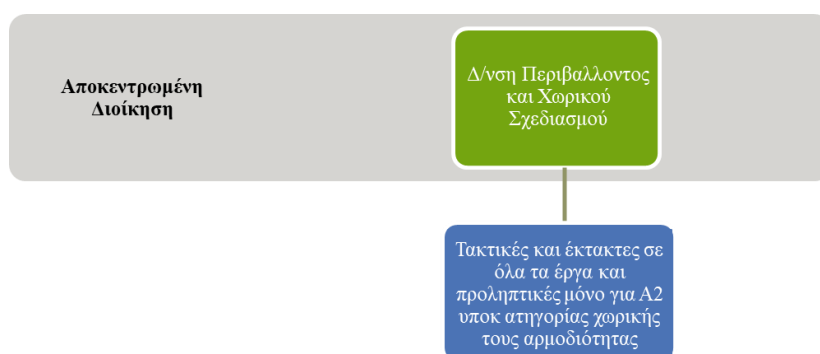 Αποκεντρωμένη
Διοίκηση
Δ/νση Περιβαλλοντος
και Χωρικού
Σχεδιασμού
Τακτικές και έκτακτες σε
όλα τα έργα και
προληπτικές μόνο για Α2
υποκ ατηγορίας χωρικής
τους αρμοδιότητας